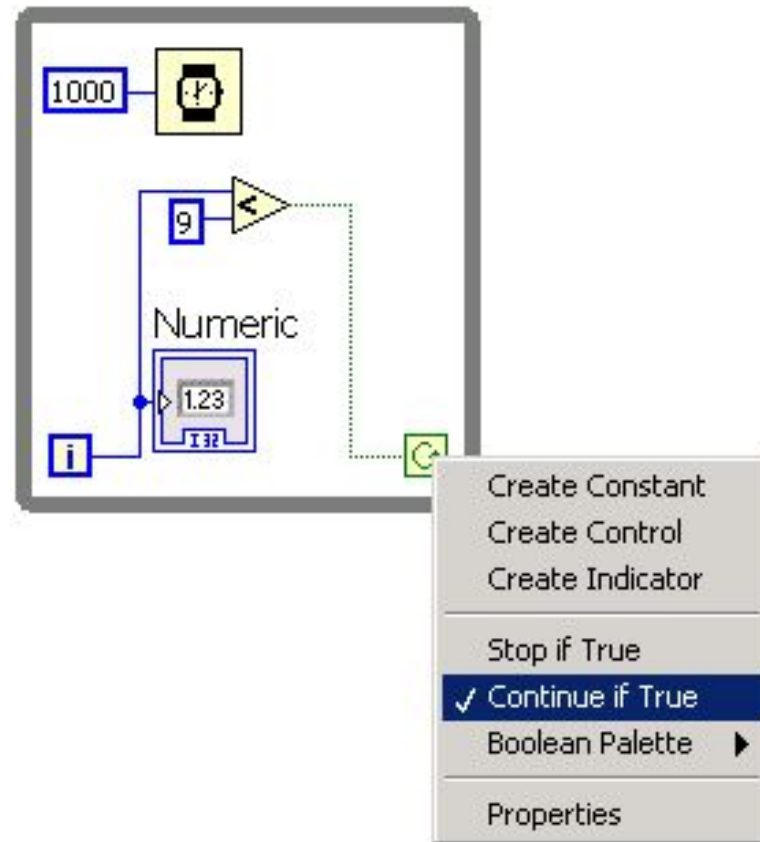 1000
<
9
Numeric
1.23
I32
i
Create Constant
Create Control
Create Indicator
Stop if True
✓ Continue if True
Boolean Palette
Properties